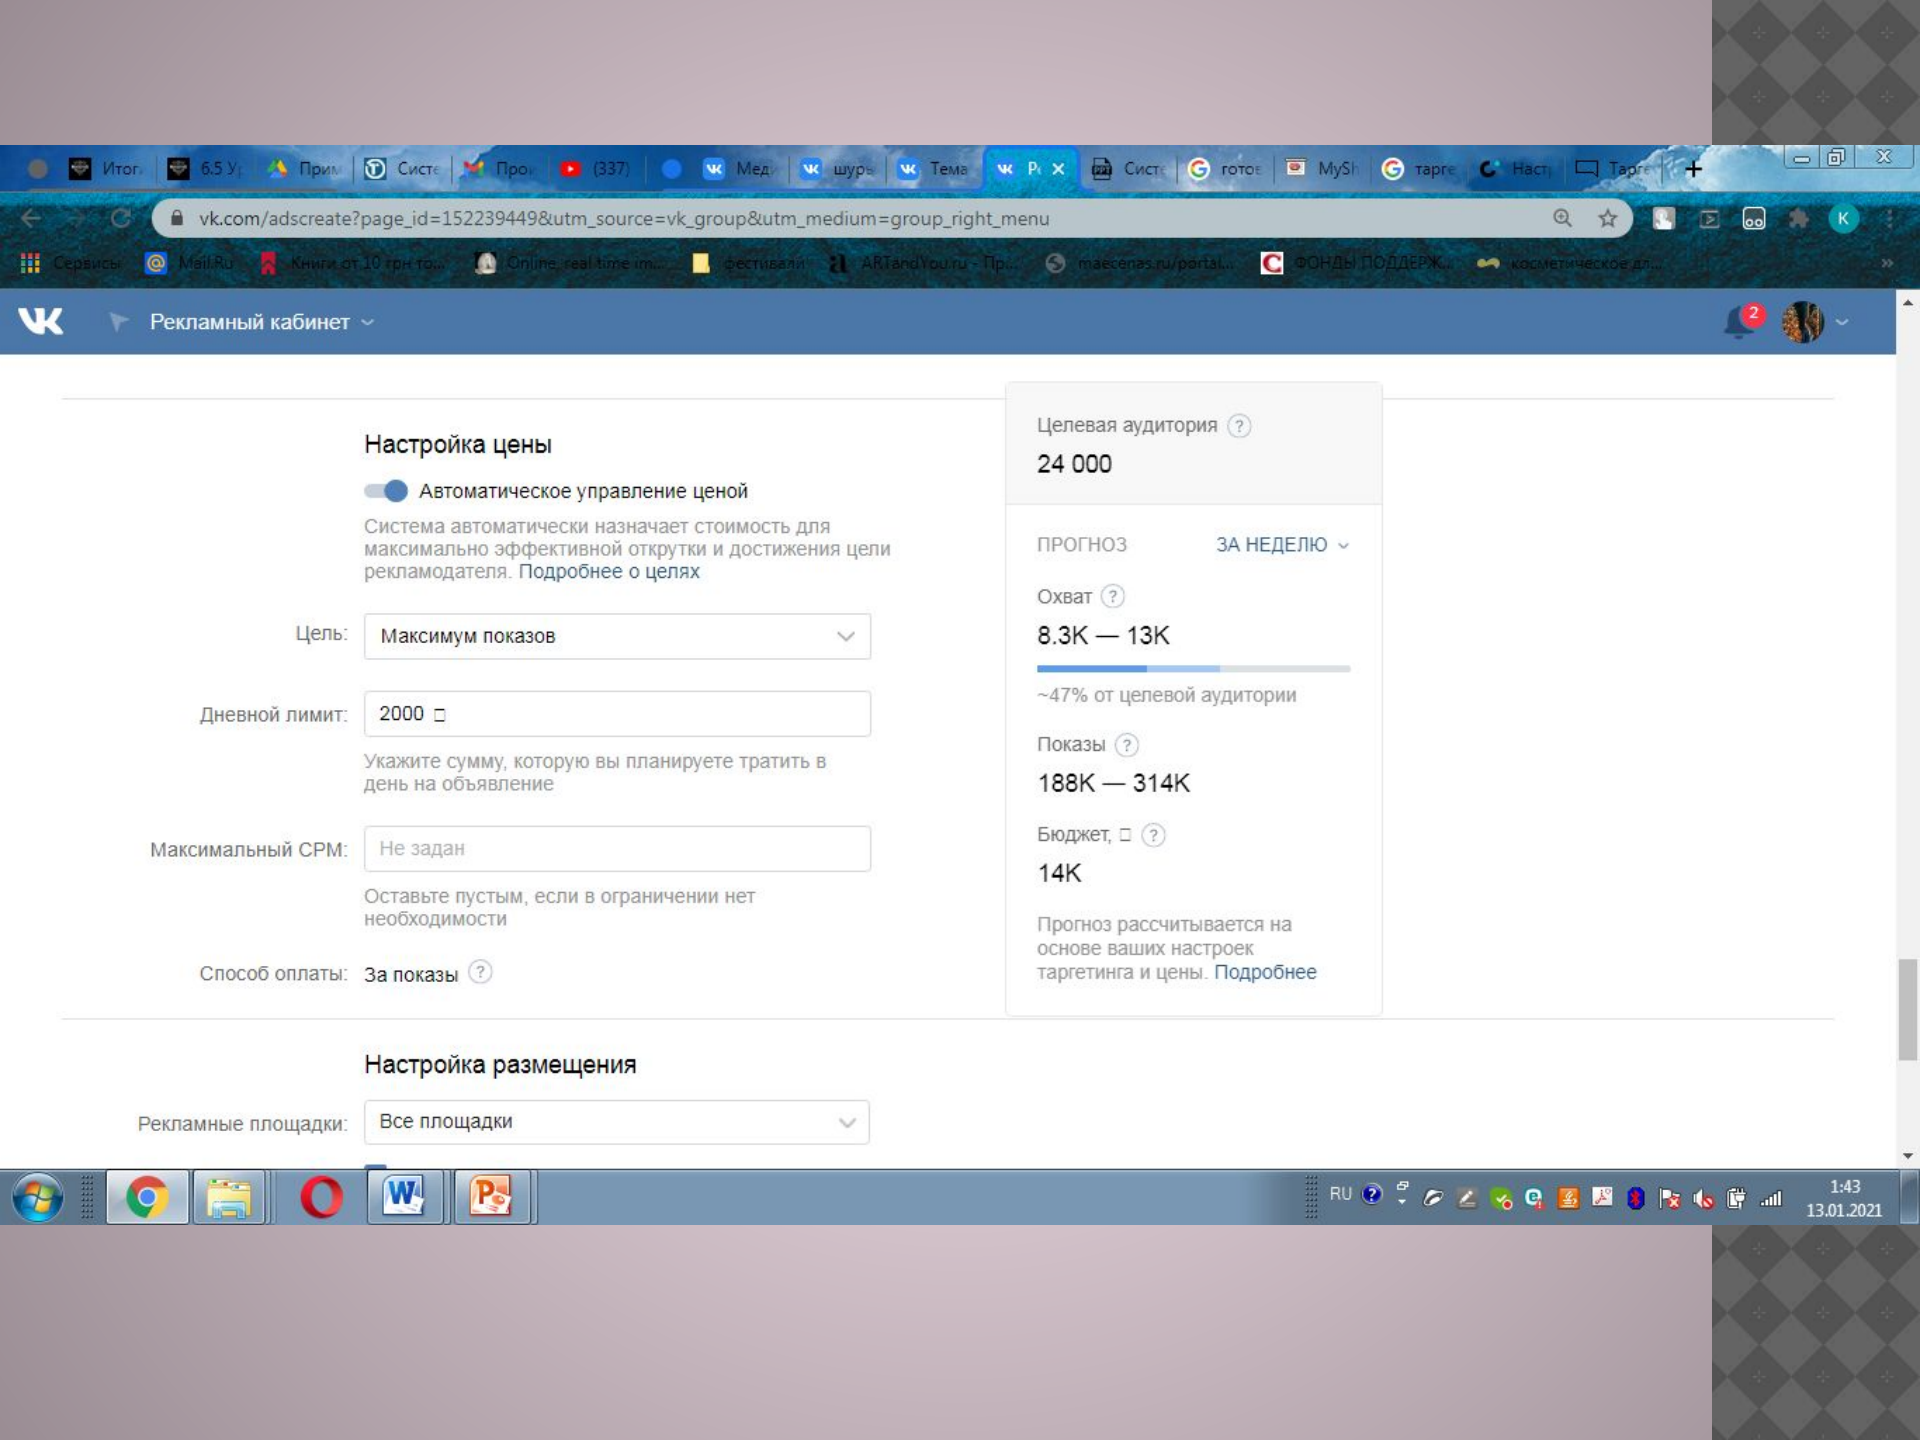 Итог
6.5 У
Прим
Систе
Про
(337)
Мед
шурь
Тема
Ре
Систе
готов
MySh
тарге
Наст
Тарге
vk.com/adscreate?page_id=152239449&utm_source=vk_group&utm_medium=group_right_menu
K
Сервисы
Mail.Ru
Книги от 10 грн то...
Online, real time im...
фестивали
ARTandYou.ru - Пр...
maecenas.ru/portal...
ФОНДЫ ПОДДЕРЖ...
косметическое дл...
Рекламный кабинет
2
Настройка цены
Автоматическое управление ценой
Система автоматически назначает стоимость для
максимально эффективной открутки и достижения цели
рекламодателя. Подробнее о целях
Цель: Максимум показов
Дневной лимит: 2000
Укажите сумму, которую вы планируете тратить в
день на объявление
Максимальный CPM: Не задан
Оставьте пустым, если в ограничении нет
необходимости
Способ оплаты: За показы ?
Целевая аудитория ?
24 000
ПРОГНОЗ ЗА НЕДЕЛЮ
Охват ?
8.3K — 13K
~47% от целевой аудитории
Показы ?
188K — 314K
Бюджет, □ ?
14K
Прогноз рассчитывается на
основе ваших настроек
таргетинга и цены. Подробнее
Настройка размещения
Рекламные площадки: Все площадки
RU
1:43
13.01.2021